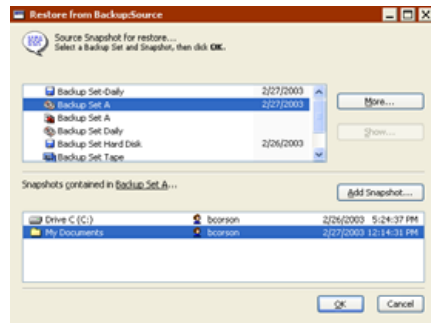 Restore from Backup:Source
Source Snapshot for restore....
Select a Backup Set and Snapshot, then click OK.
Backup Set-Daily 2/27/2003
Backup Set A 2/27/2003
Backup Set A
Backup Set Daily
Backup Set Hard Disk 2/26/2003
Backup Set Tape
More...
Show....
Snapshots contained in Backup Set A...
Add Snapshot...
Drive C (C:) bcorson 2/26/2003 5:24:37 PM
My Documents bcorson 2/27/2003 12:14:31 PM
OK Cancel